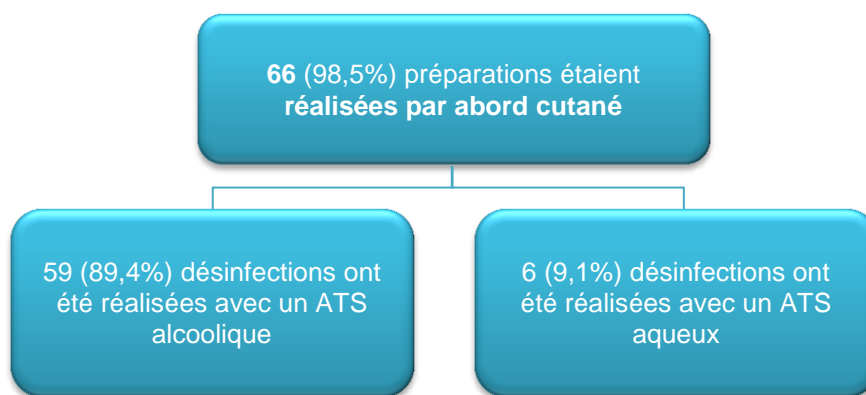 66 (98,5%) préparations étaient
réalisées par abord cutané
59 (89,4%) désinfections ont
été réalisées avec un ATS
alcoolique
6 (9,1%) désinfections ont
été réalisées avec un ATS
aqueux